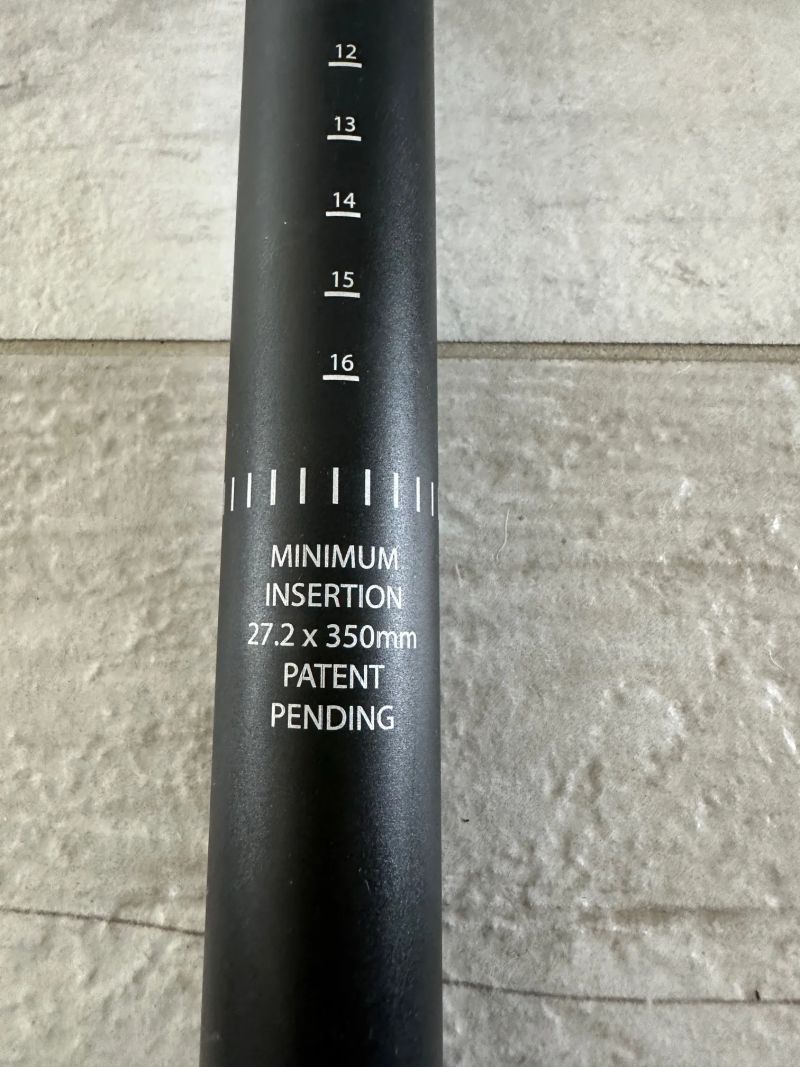 12
13
14
15
16
MINIMUM
INSERTION
27.2 x 350mm
PATENT
PENDING